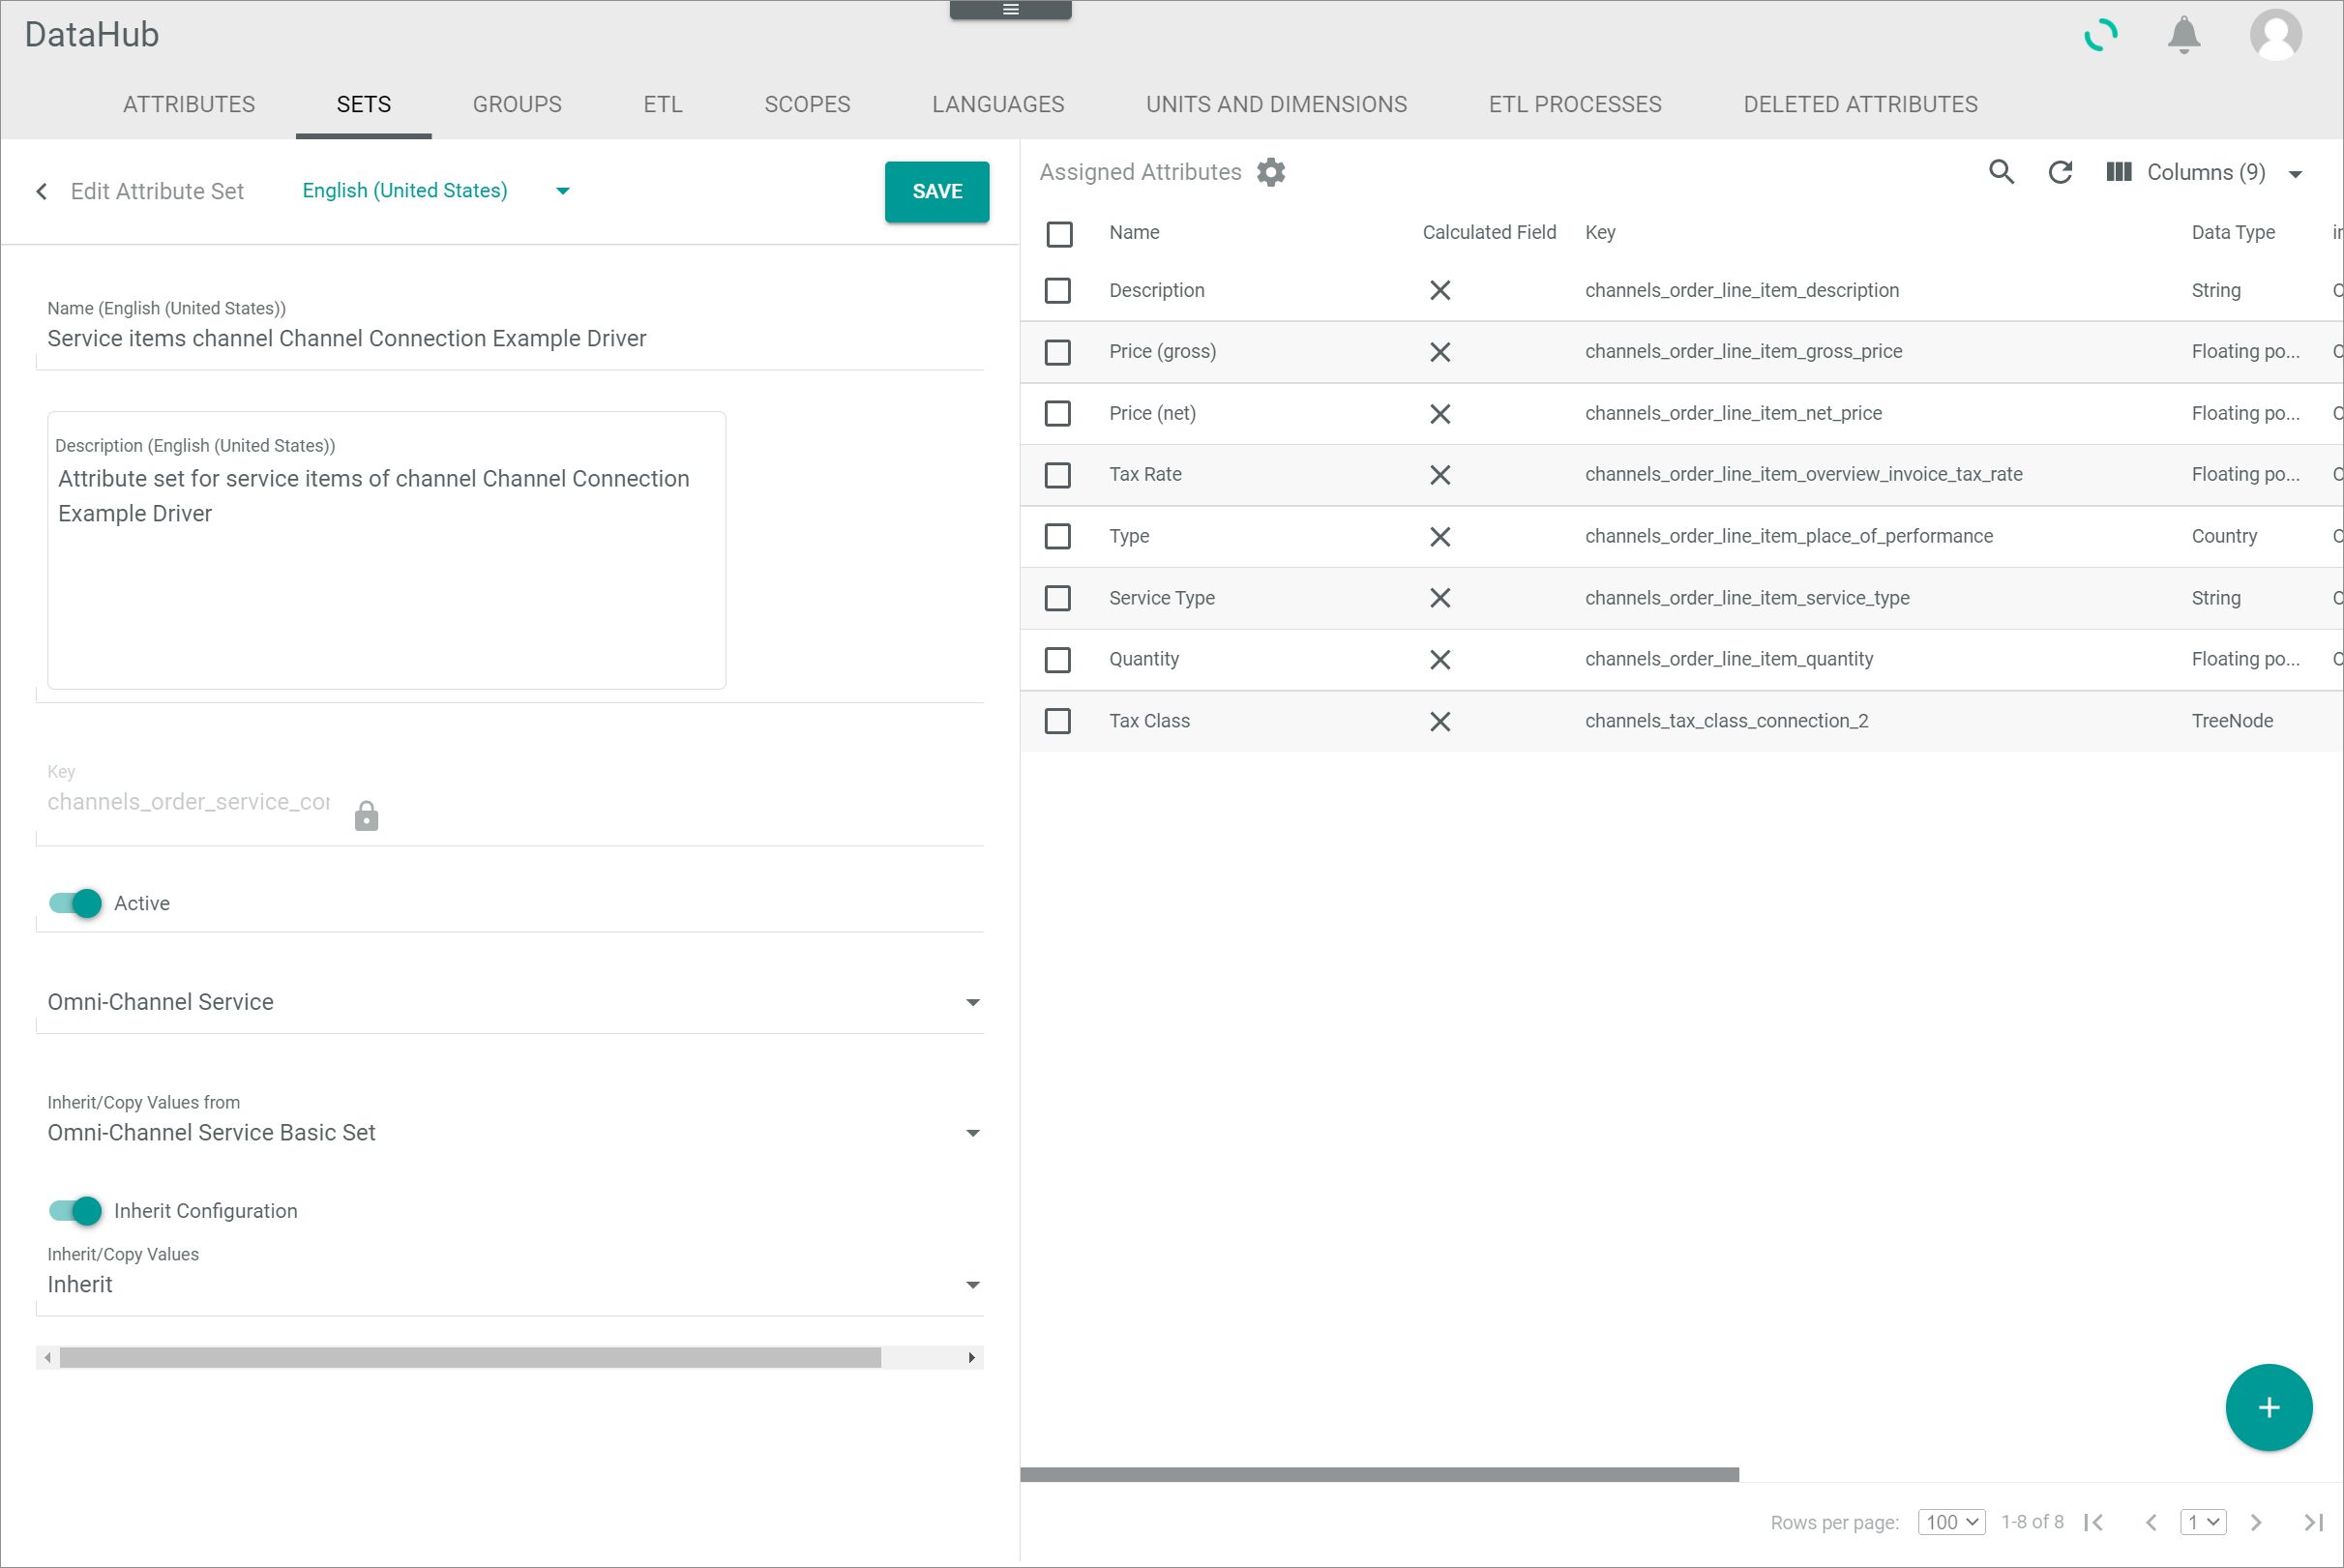 DataHub
ATTRIBUTES SETS GROUPS ETL SCOPES LANGUAGES UNITS AND DIMENSIONS ETL PROCESSES DELETED ATTRIBUTES
Edit Attribute Set English (United States) SAVE
Name (English (United States))
Service items channel Channel Connection Example Driver
Description (English (United States))
Attribute set for service items of channel Channel Connection
Example Driver
Key
channels_order_service_cor
Active
Omni-Channel Service
Inherit/Copy Values from
Omni-Channel Service Basic Set
Inherit Configuration
Inherit/Copy Values
Inherit
Assigned Attributes Columns (9)
Name Calculated Field Key Data Type
Description channels_order_line_item_description String
Price (gross) channels_order_line_item_gross_price Floating po...
Price (net) channels_order_line_item_net_price Floating po...
Tax Rate channels_order_line_item_overview_invoice_tax_rate Floating po...
Type channels_order_line_item_place_of_performance Country
Service Type channels_order_line_item_service_type String
Quantity channels_order_line_item_quantity Floating po...
Tax Class channels_tax_class_connection_2 TreeNode
Rows per page: 100 1-8 of 8 1